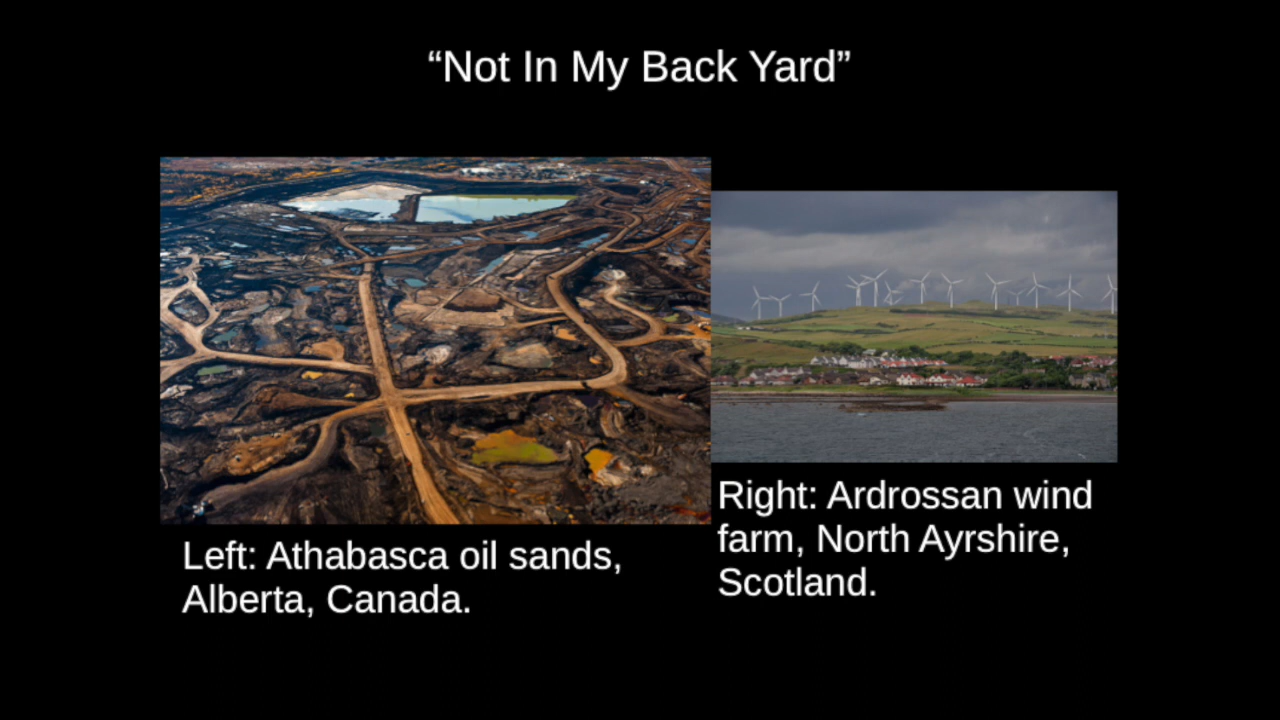 “Not In My Back Yard”
Left: Athabasca oil sands,
Alberta, Canada.
Right: Ardrossan wind
farm, North Ayrshire,
Scotland.